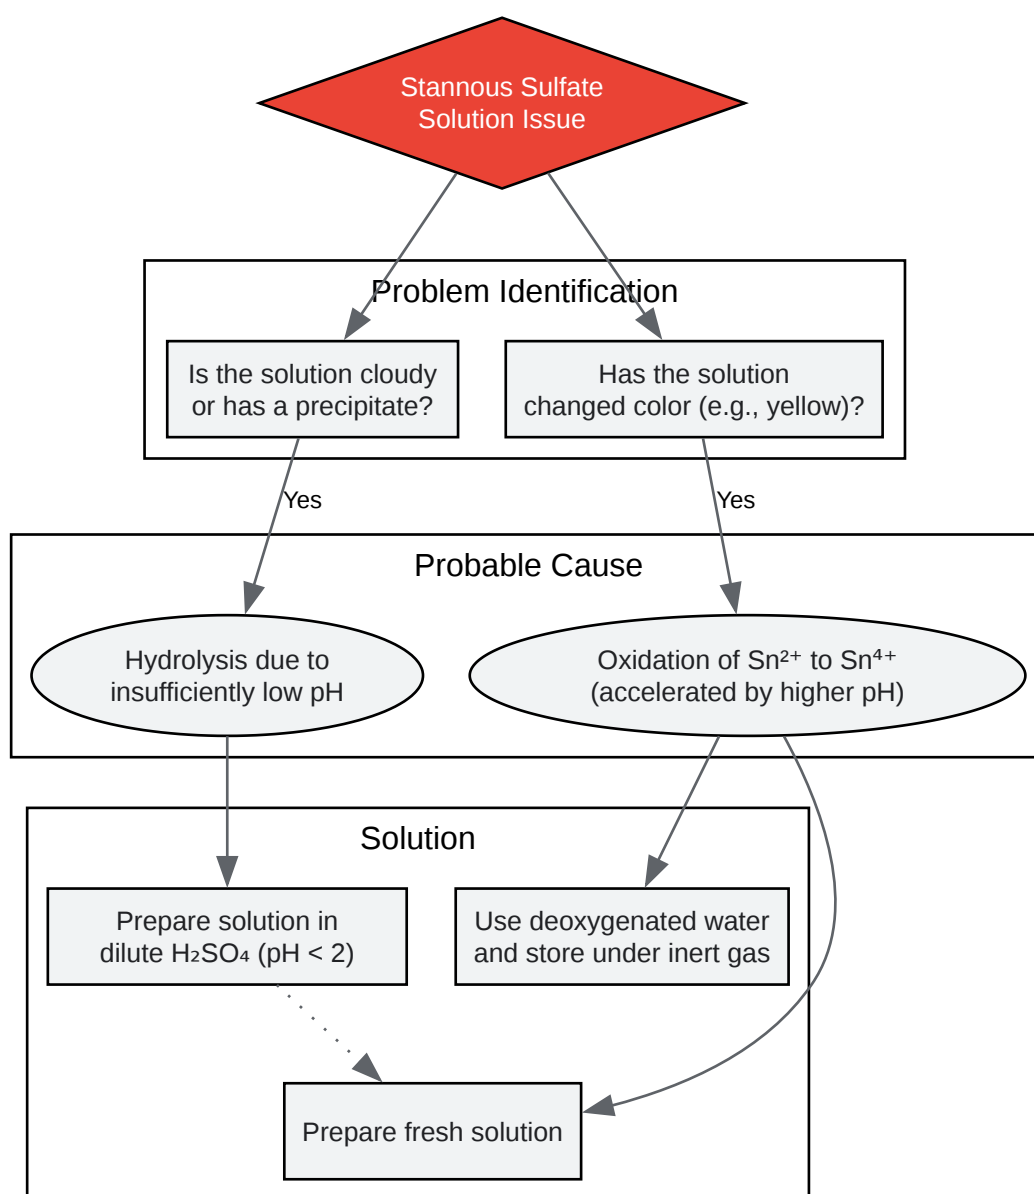 Stannous Sulfate
Solution Issue
Problem Identification
Is the solution cloudy
or has a precipitate?
Has the solution
changed color (e.g., yellow)?
Yes
Yes
Probable Cause
Hydrolysis due to
insufficiently low pH
Oxidation of Sn²⁺ to Sn⁴⁺
(accelerated by higher pH)
Solution
Prepare solution in
dilute H₂SO₄ (pH < 2)
Use deoxygenated water
and store under inert gas
Prepare fresh solution